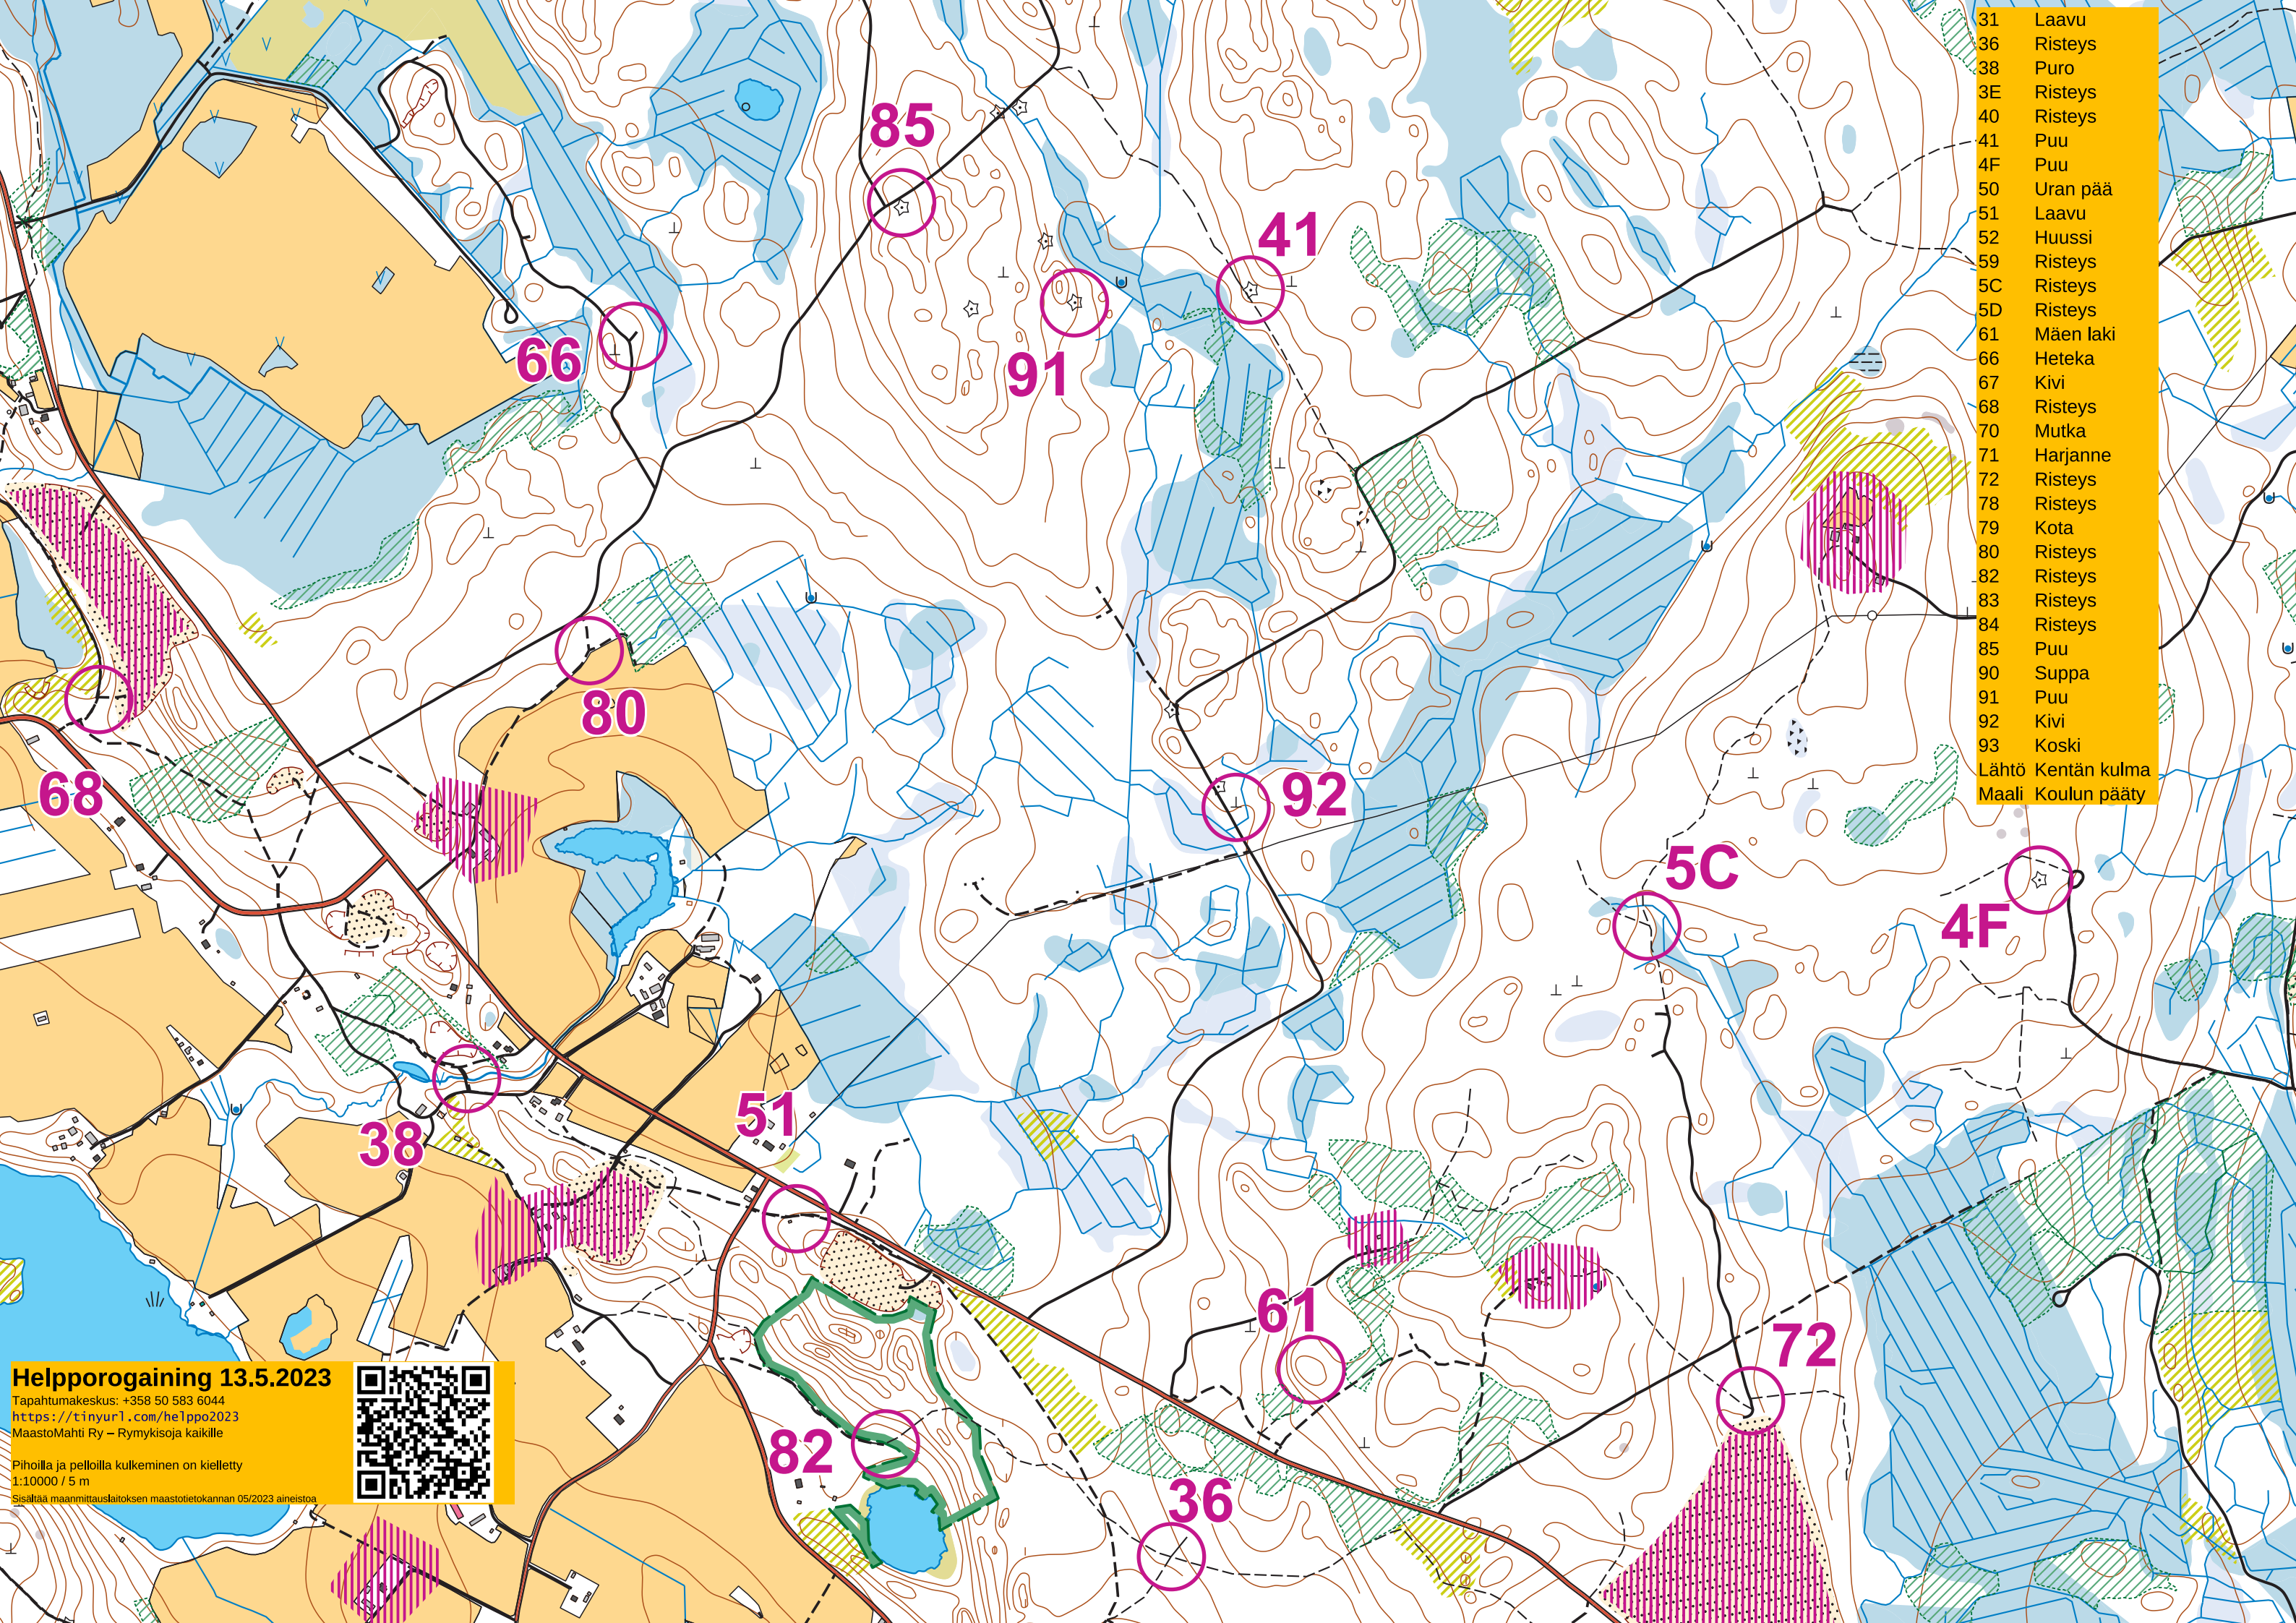 31 Laavu
36 Risteys
38 Puro
3E Risteys
40 Risteys
41 Puu
4F Puu
50 Uran pää
51 Laavu
52 Huussi
59 Risteys
5C Risteys
5D Risteys
61 Mäen laki
66 Heteka
67 Kivi
68 Risteys
70 Mutka
71 Harjanne
72 Risteys
78 Risteys
79 Kota
80 Risteys
82 Risteys
83 Risteys
84 Risteys
85 Puu
90 Suppa
91 Puu
92 Kivi
93 Koski
Lähtö Kentän kulma
Maali Koulun pääty
85
41
66
91
80
68
92
5C
4F
51
38
61
72
82
36
Helpporogaining 13.5.2023
Tapahtumakeskus: +358 50 583 6044
https://tinyurl.com/helppo2023
MaastoMahti Ry – Rymykisoja kaikille
Pihoilla ja pelloilla kulkeminen on kielletty
1:10000 / 5 m
Sisältää maanmittauslaitoksen maastotietokannan 05/2023 aineistoa